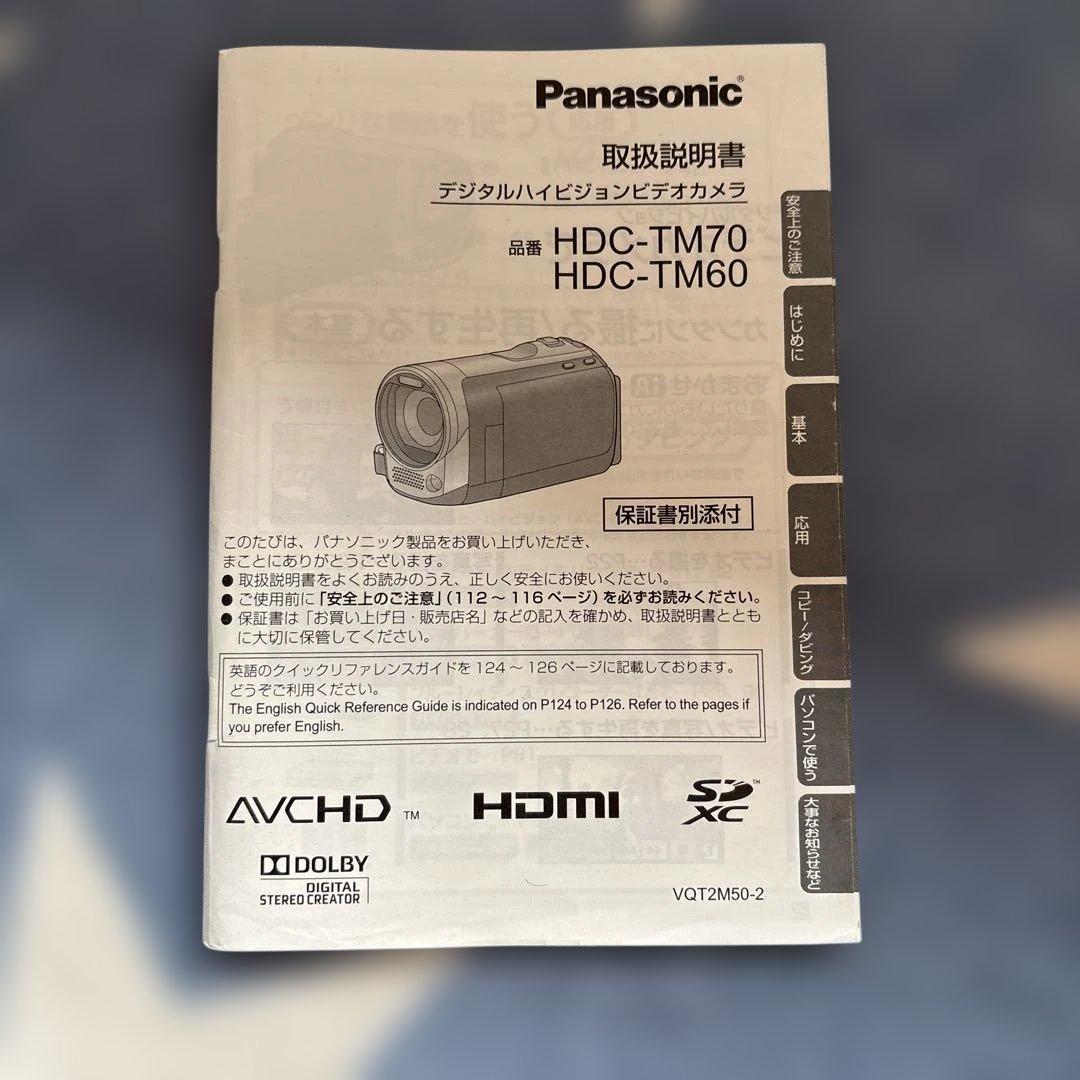 Panasonic®
取扱説明書
デジタルハイビジョンビデオカメラ
品番 HDC-TM70
HDC-TM60
保証書別添付
このたびは、パナソニック製品をお買い上げいただき、
まことにありがとうございます。
● 取扱説明書をよくお読みのうえ、正しく安全にお使いください。
● ご使用前に「安全上のご注意」(112～116ページ)を必ずお読みください。
● 保証書は「お買い上げ日・販売店名」などの記入を確かめ、取扱説明書ととも
に大切に保管してください。
英語のクイックリファレンスガイドを124～126ページに記載しております。
どうぞご利用ください。
The English Quick Reference Guide is indicated on P124 to P126. Refer to the pages if
you prefer English.
AVCHD TM
HDMI
SD XC TM
DOLBY
DIGITAL
STEREO CREATOR
VQT2M50-2
安全上のご注意
はじめに
基本
応用
コピー/ダビング
パソコンで使う
大事なお知らせなど